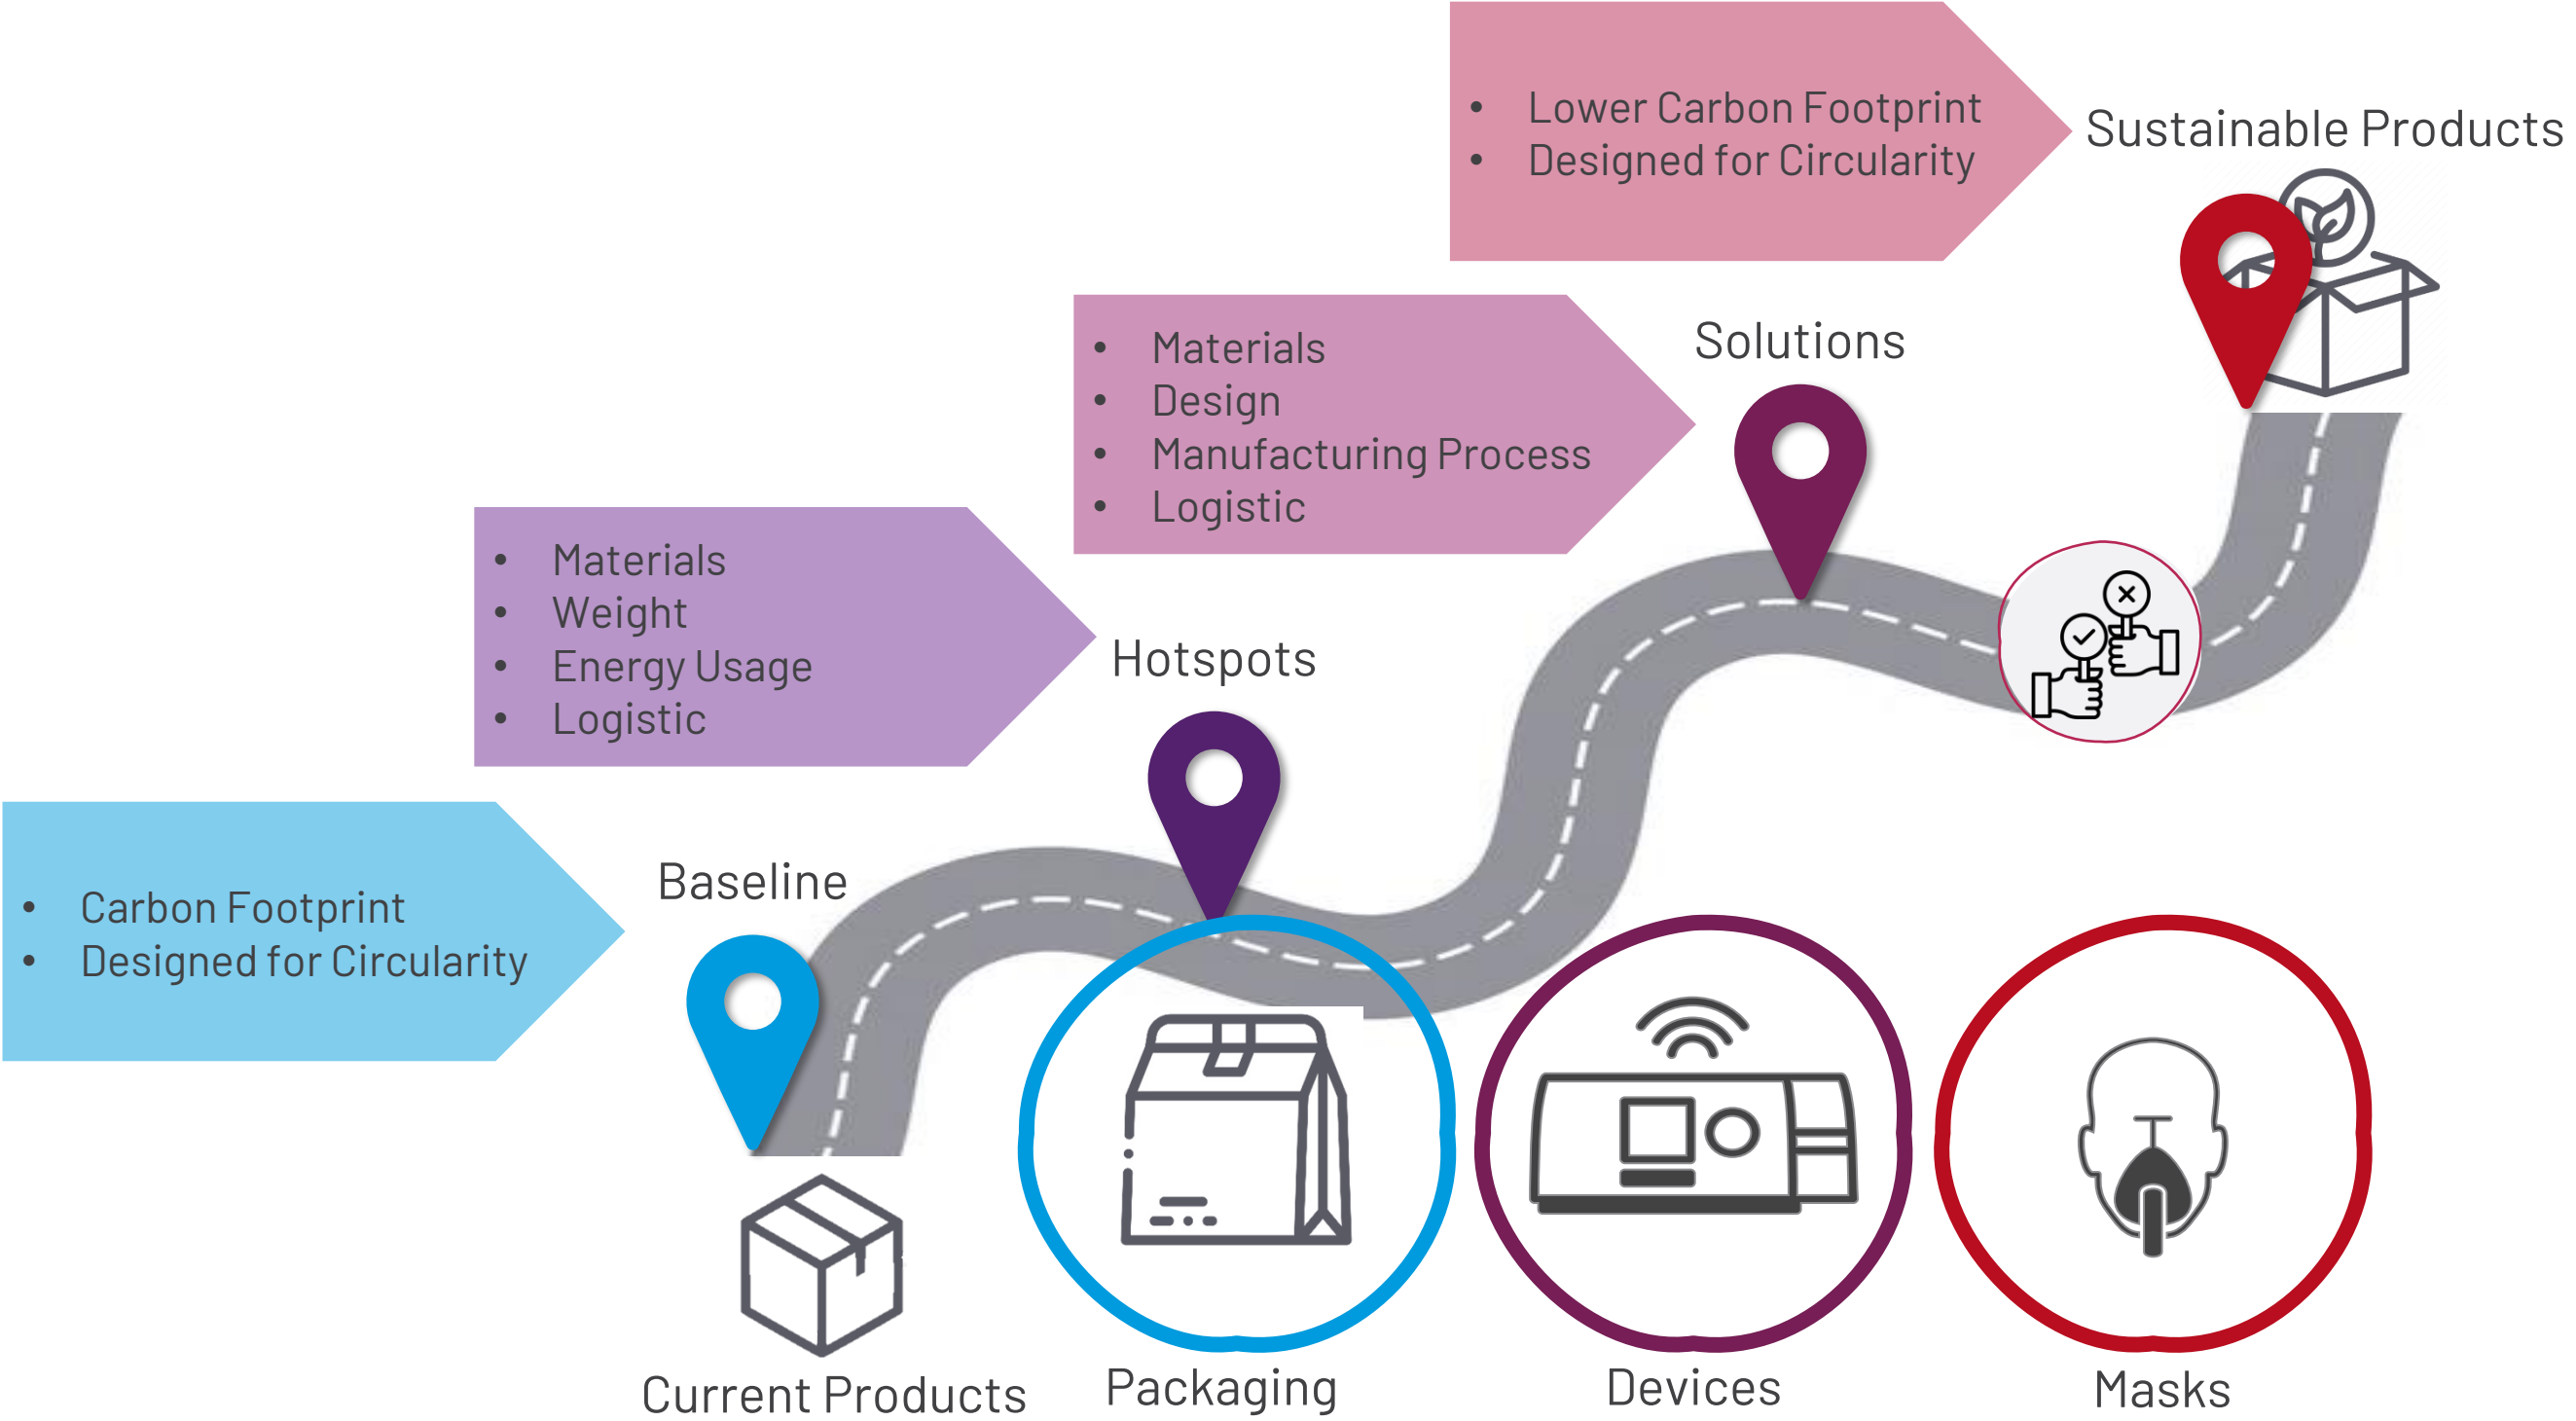 • Lower Carbon Footprint
• Designed for Circularity
Sustainable Products
• Materials
• Design
• Manufacturing Process
• Logistic
Solutions
• Materials
• Weight
• Energy Usage
• Logistic
Hotspots
• Carbon Footprint
• Designed for Circularity
Baseline
Current Products
Packaging
Devices
Masks